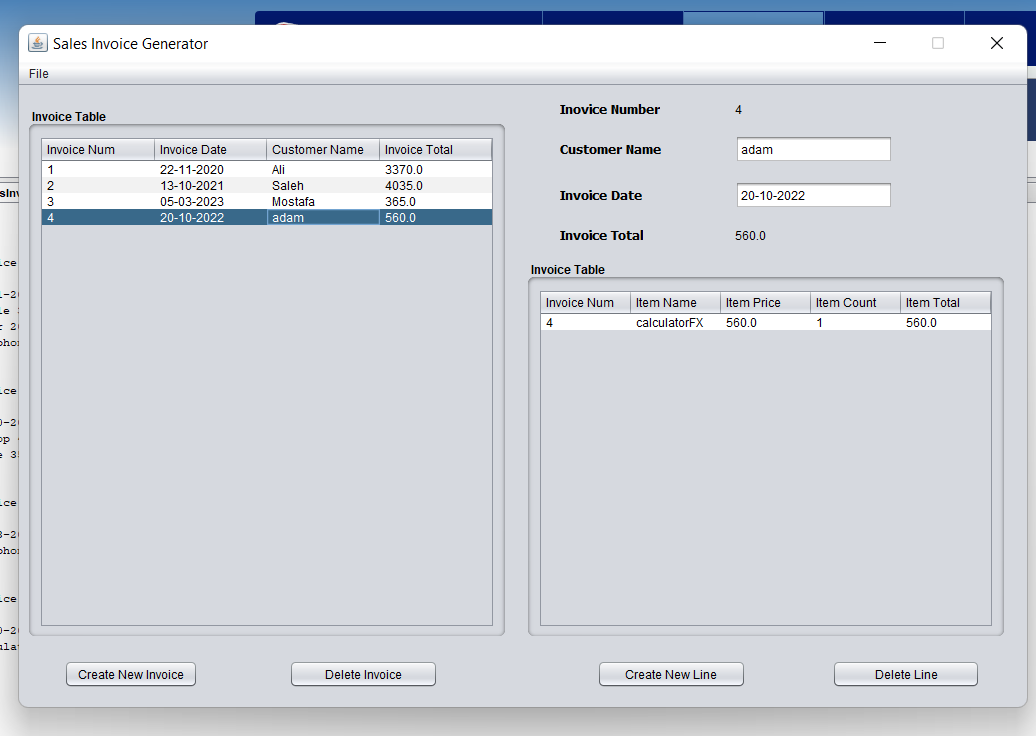 Sales Invoice Generator
File
Invoice Table
Invoice Num Invoice Date Customer Name Invoice Total
1 22-11-2020 Ali 3370.0
2 13-10-2021 Saleh 4035.0
3 05-03-2023 Mostafa 365.0
4 20-10-2022 adam 560.0
Inovice Number 4
Customer Name adam
Invoice Date 20-10-2022
Invoice Total 560.0
Invoice Table
Invoice Num Item Name Item Price Item Count Item Total
4 calculatorFX 560.0 1 560.0
Create New Invoice Delete Invoice Create New Line Delete Line